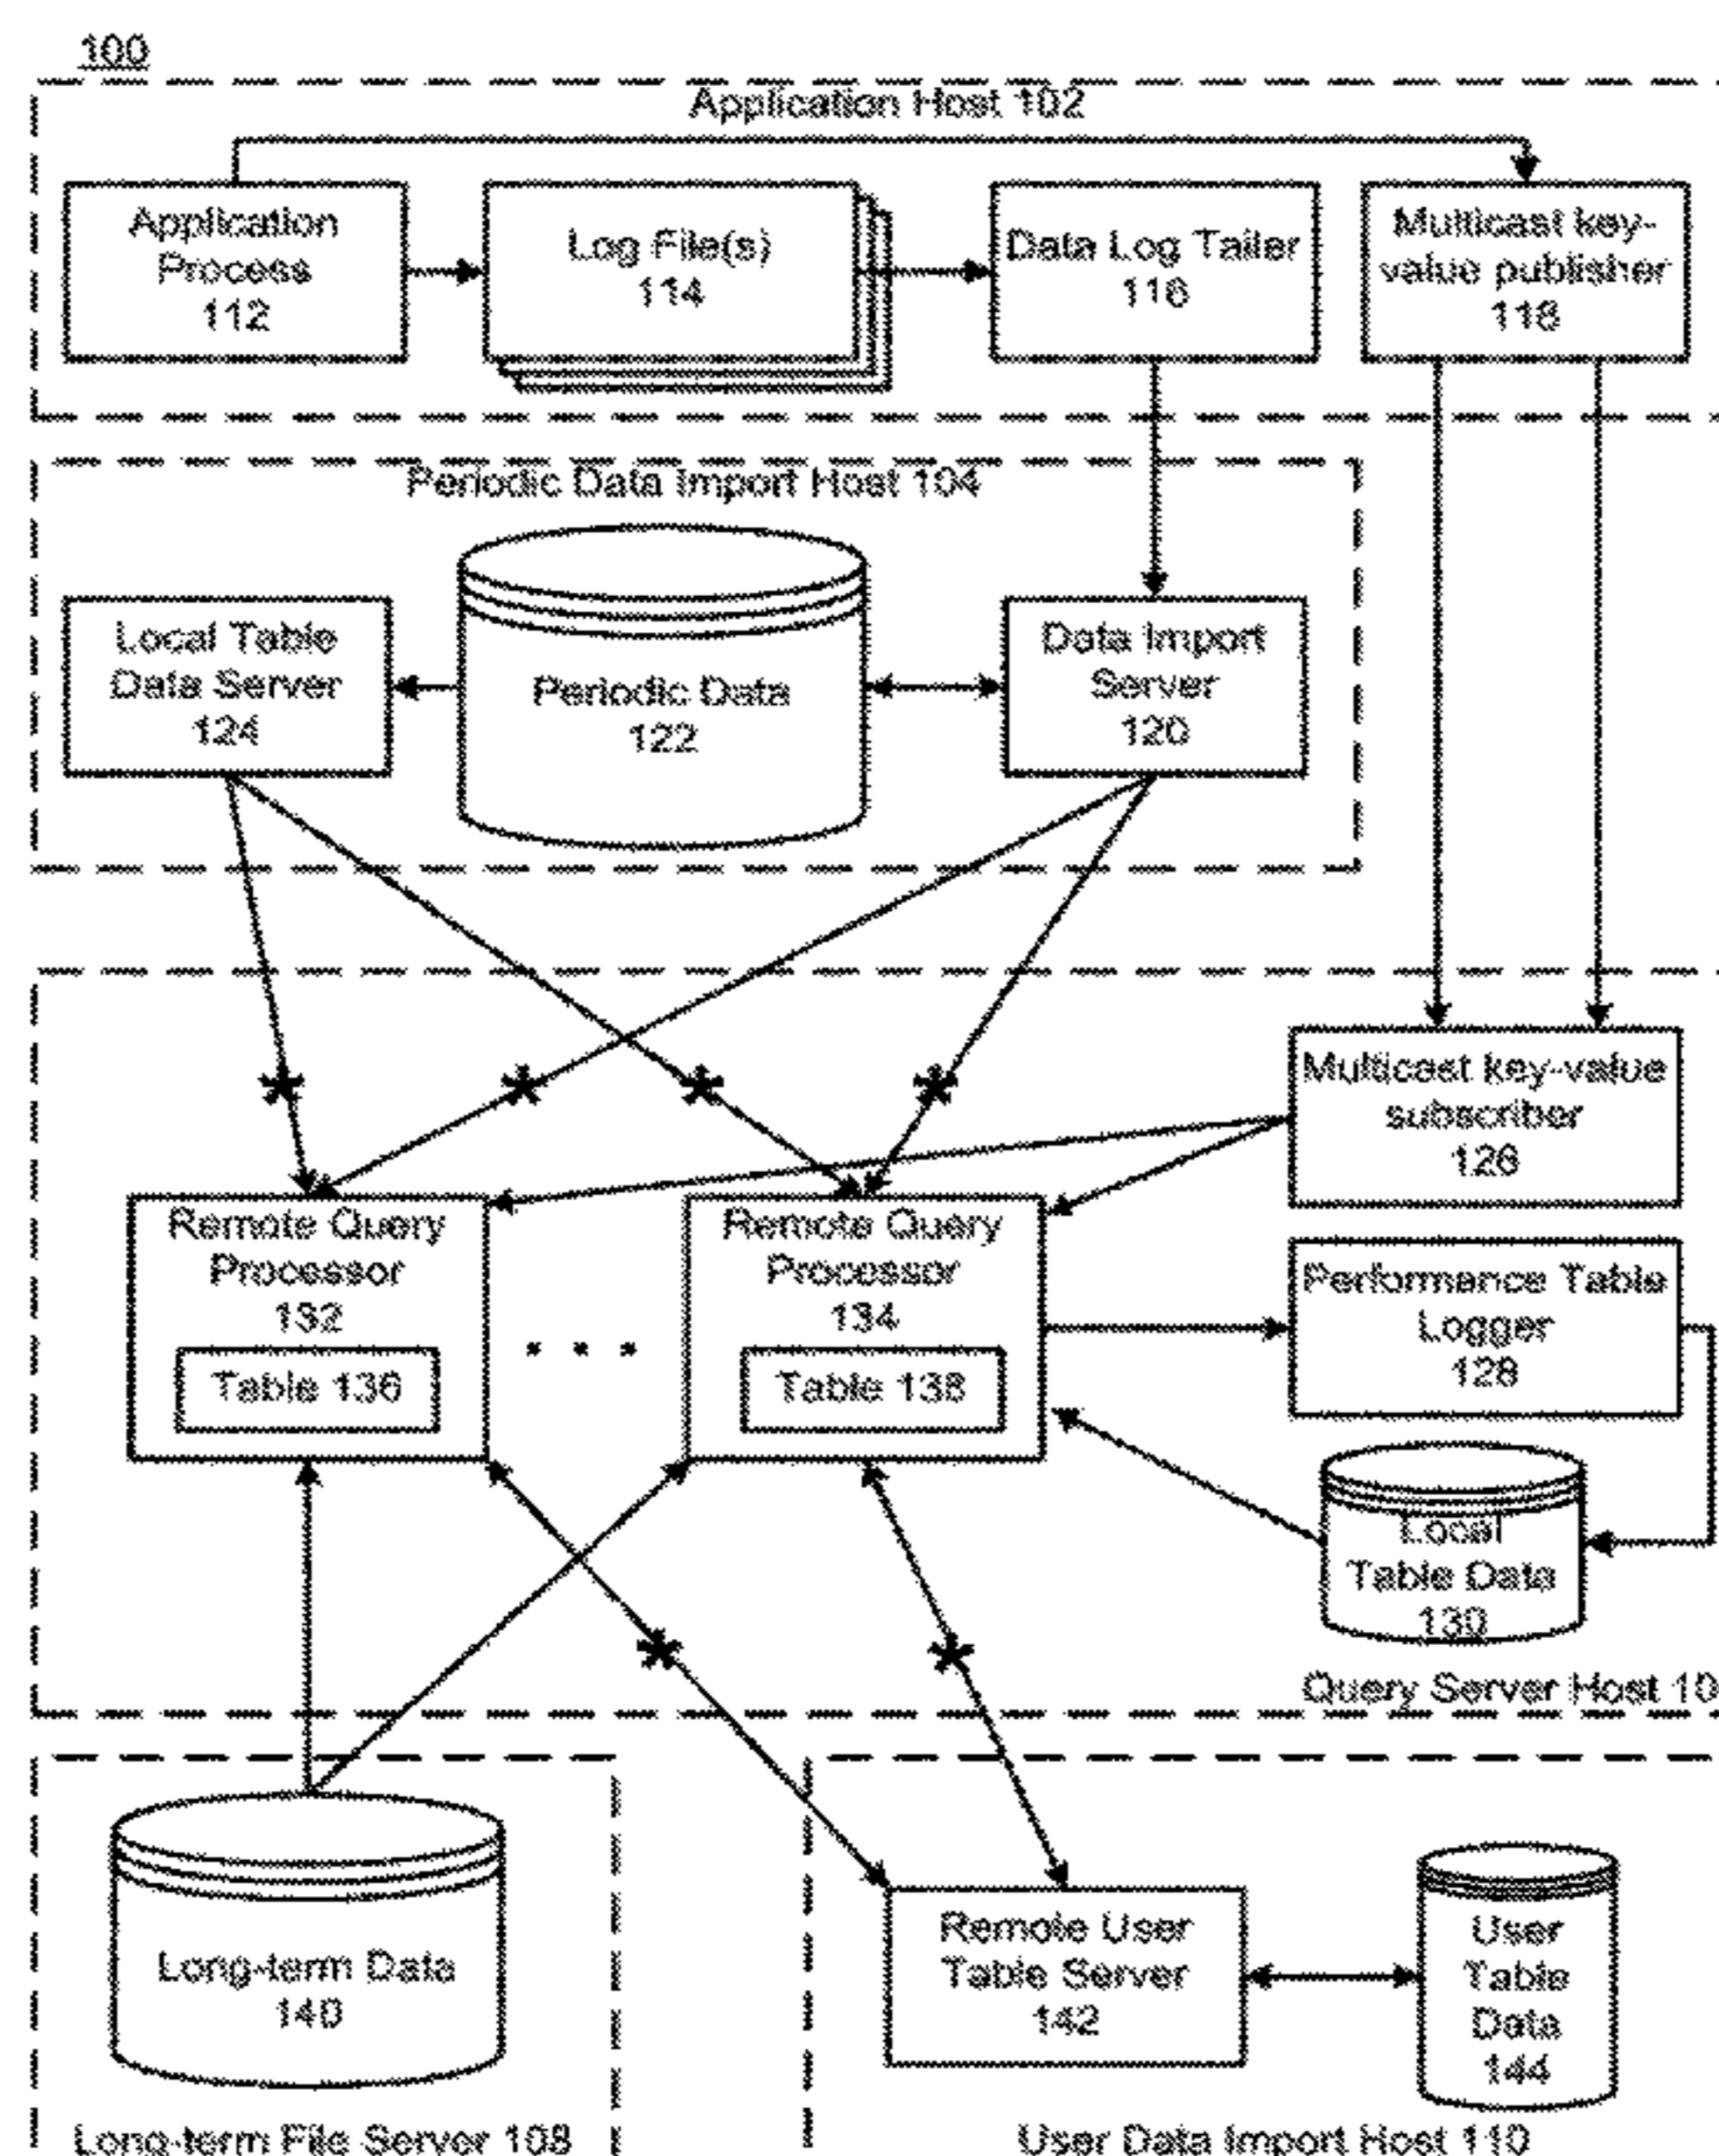 100
Application Host 102
Application
Process
112
Log File(s)
114
Data Log Tailer
116
Multicast key-
value publisher
118
Periodic Data Import Host 104
Local Table
Data Server
124
Periodic Data
122
Data Import
Server
120
Multicast key-value
subscriber
126
Remote Query
Processor
132
Table 136
. . .
Remote Query
Processor
134
Table 138
Performance Table
Logger
128
Local
Table Data
130
Query Server Host 10
Long-term Data
140
Long-term File Server 108
Remote User
Table Server
142
User
Table
Data
144
User Data Import Host 110